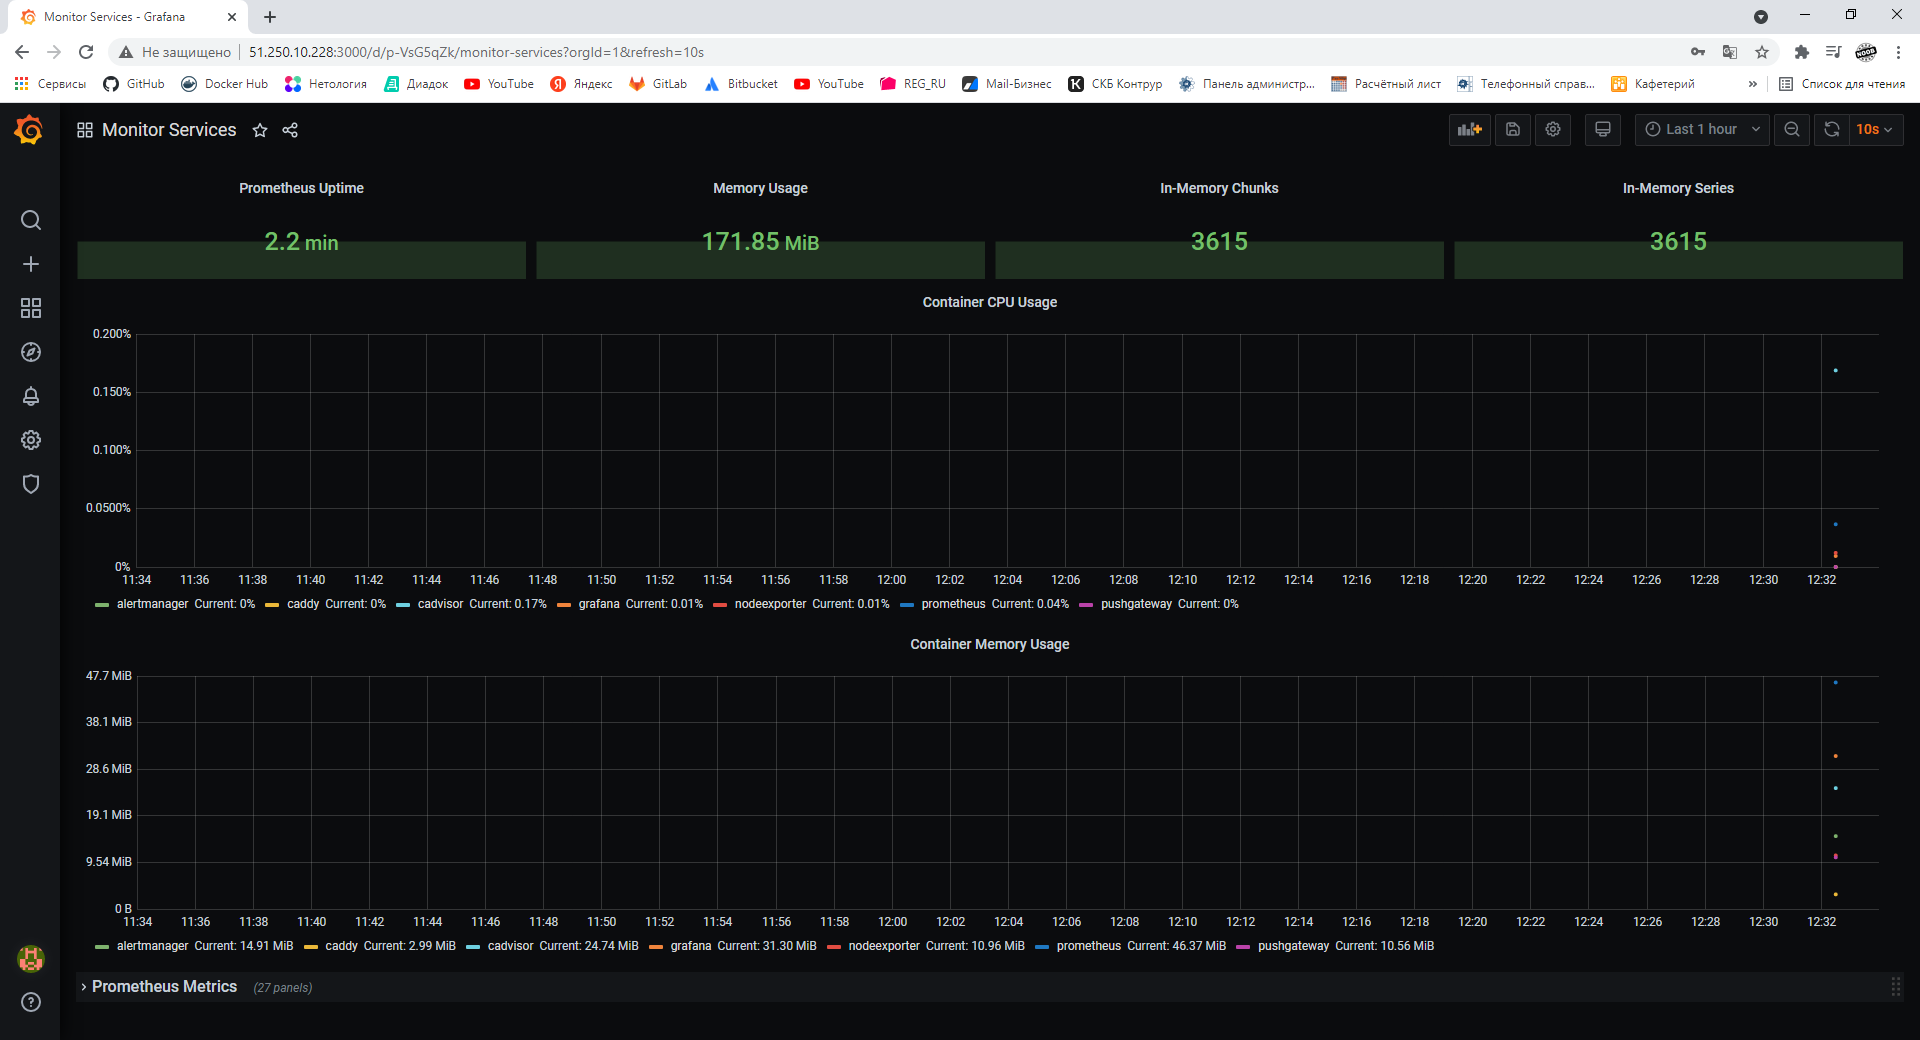 Monitor Services - Grafana
Не защищено 51.250.10.228:3000/d/p-VsG5qZk/monitor-services?orgId=1&refresh=10s
Сервисы GitHub Docker Hub Нетология Диадок YouTube Яндекс GitLab Bitbucket YouTube REG_RU Mail-Бизнес СКБ Контрур Панель администр... Расчётный лист Телефонный справ... Кафетерий » Список для чтения
Monitor Services Last 1 hour 10s
Prometheus Uptime Memory Usage In-Memory Chunks In-Memory Series
2.2 min 171.85 MiB 3615 3615
Container CPU Usage
0.200%
0.150%
0.100%
0.0500%
0%
11:34 11:36 11:38 11:40 11:42 11:44 11:46 11:48 11:50 11:52 11:54 11:56 11:58 12:00 12:02 12:04 12:06 12:08 12:10 12:12 12:14 12:16 12:18 12:20 12:22 12:24 12:26 12:28 12:30 12:32
alertmanager Current: 0% caddy Current: 0% cadvisor Current: 0.17% grafana Current: 0.01% nodeexporter Current: 0.01% prometheus Current: 0.04% pushgateway Current: 0%
Container Memory Usage
47.7 MiB
38.1 MiB
28.6 MiB
19.1 MiB
9.54 MiB
0 B
11:34 11:36 11:38 11:40 11:42 11:44 11:46 11:48 11:50 11:52 11:54 11:56 11:58 12:00 12:02 12:04 12:06 12:08 12:10 12:12 12:14 12:16 12:18 12:20 12:22 12:24 12:26 12:28 12:30 12:32
alertmanager Current: 14.91 MiB caddy Current: 2.99 MiB cadvisor Current: 24.74 MiB grafana Current: 31.30 MiB nodeexporter Current: 10.96 MiB prometheus Current: 46.37 MiB pushgateway Current: 10.56 MiB
Prometheus Metrics (27 panels)